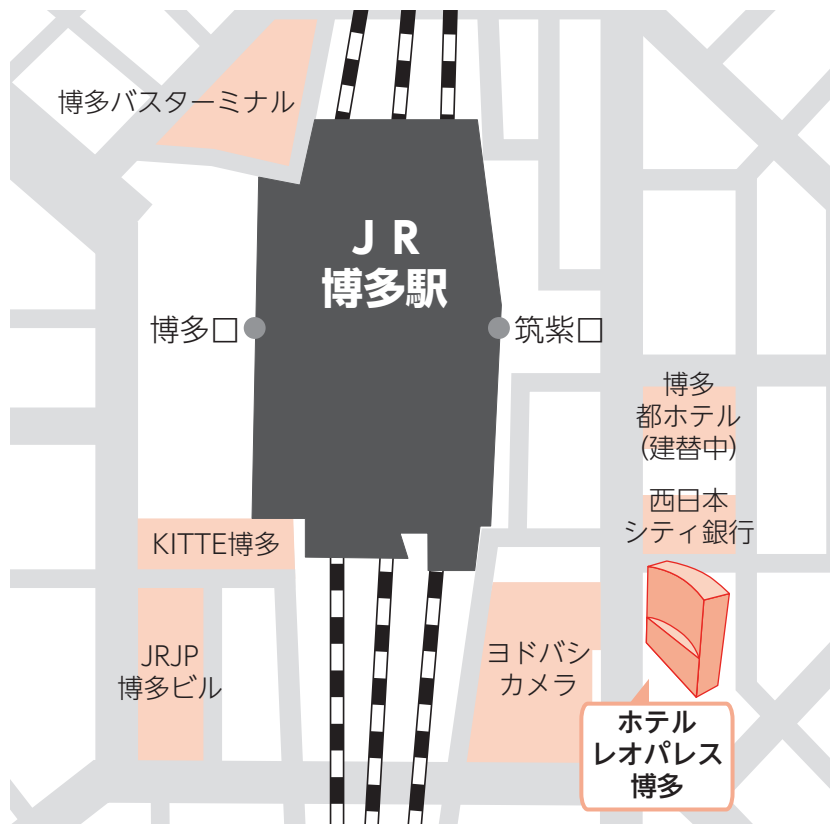 博多バスターミナル
ＪＲ
博多駅
博多口
筑紫口
博多
都ホテル
(建替中)
西日本
シティ銀行
KITTE博多
JRJP
博多ビル
ヨドバシ
カメラ
ホテル
レオパレス
博多